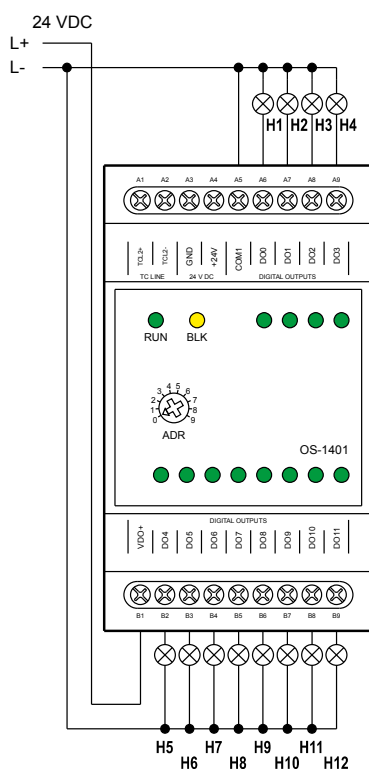 24 VDC
L+
L-
H1 H2 H3 H4
A1 A2 A3 A4 A5 A6 A7 A8 A9
TCL2+ TCL2- GND +24V COM1 DO0 DO1 DO2 DO3
TC LINE 24 V DC DIGITAL OUTPUTS
RUN BLK
0 1 2 3 4 5 6 7 8 9
ADR
OS-1401
DIGITAL OUTPUTS
VDO+ DO4 DO5 DO6 DO7 DO8 DO9 DO10 DO11
B1 B2 B3 B4 B5 B6 B7 B8 B9
H5 H7 H9 H11
H6 H8 H10 H12